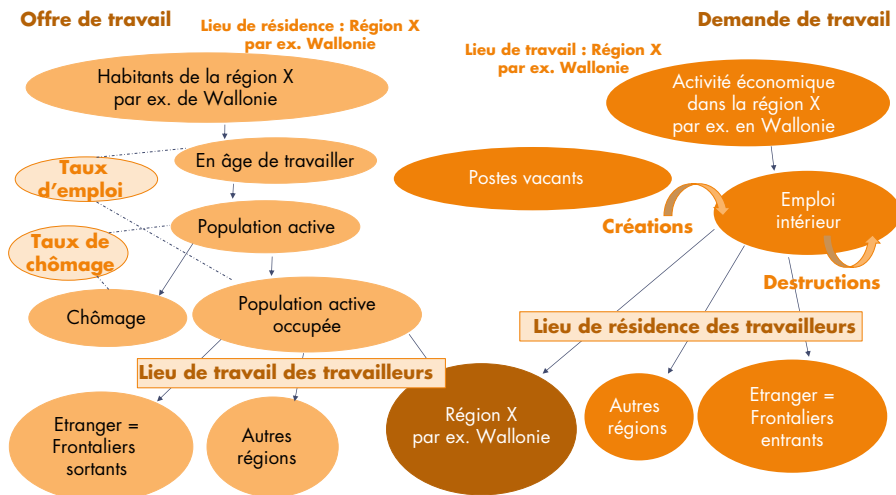 Offre de travail
Lieu de résidence : Région X
par ex. Wallonie
Demande de travail
Lieu de travail : Région X
par ex. Wallonie
Habitants de la région X
par ex. de Wallonie
Activité économique
dans la région X
par ex. en Wallonie
En âge de travailler
Taux
d'emploi
Postes vacants
Population active
Taux de
chômage
Créations
Emploi
intérieur
Destructions
Chômage
Population active
occupée
Lieu de résidence des travailleurs
Lieu de travail des travailleurs
Etranger =
Frontaliers
sortants
Autres
régions
Région X
par ex. Wallonie
Autres
régions
Etranger =
Frontaliers
entrants